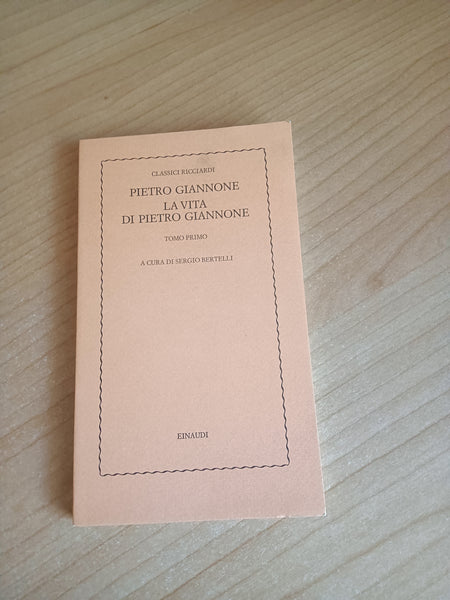 CLASSICI RICCIARDI
PIETRO GIANNONE
LA VITA
DI PIETRO GIANNONE
TOMO PRIMO
A CURA DI SERGIO BERTELLI
EINAUDI